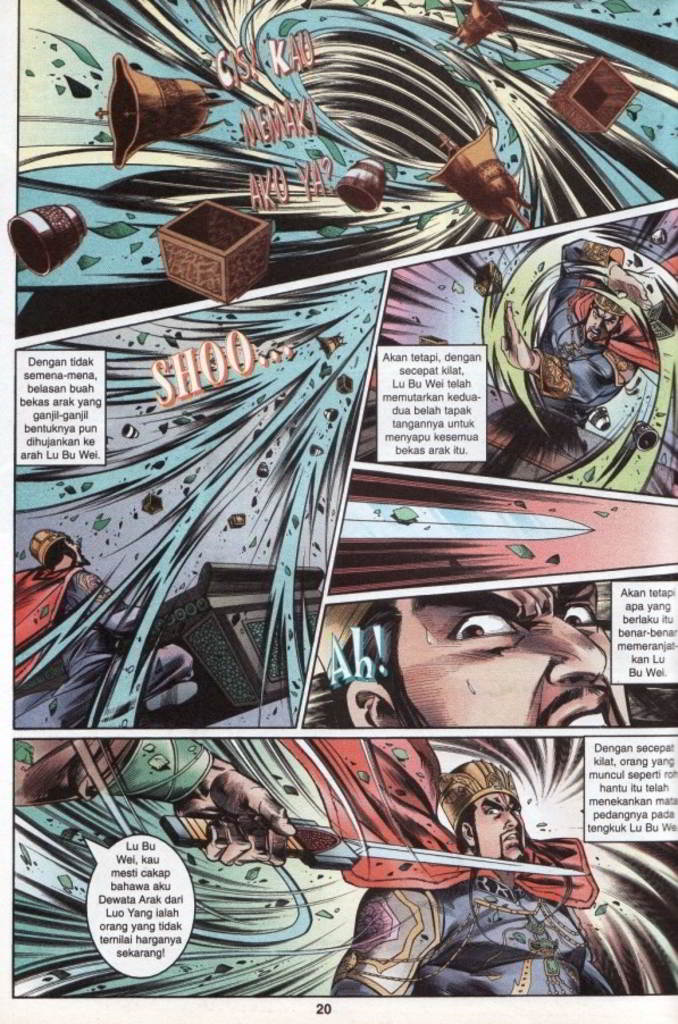 CISI KAU
MEMAKI
AKU YA?
SHOO...
Dengan tidak
semena-mena,
belasan buah
bekas arak yang
ganjil-ganjil
bentuknya pun
dihujankan ke
arah Lu Bu Wei.
Akan tetapi, dengan
secepat kilat,
Lu Bu Wei telah
memutarkan kedua-
dua belah tapak
tangannya untuk
menyapu kesemua
bekas arak itu.
Akan tetapi
apa yang
berlaku itu
benar-benar
memeranjat-
kan Lu
Bu Wei.
Ah!
Dengan secepat
kilat, orang yang
muncul seperti roh
hantu itu telah
menekankan mata
pedangnya pada
tengkuk Lu Bu We
Lu Bu
Wei, kau
mesti cakap
bahawa aku
Dewata Arak dari
Luo Yang ialah
orang yang tidak
ternilai harganya
sekarang!
20